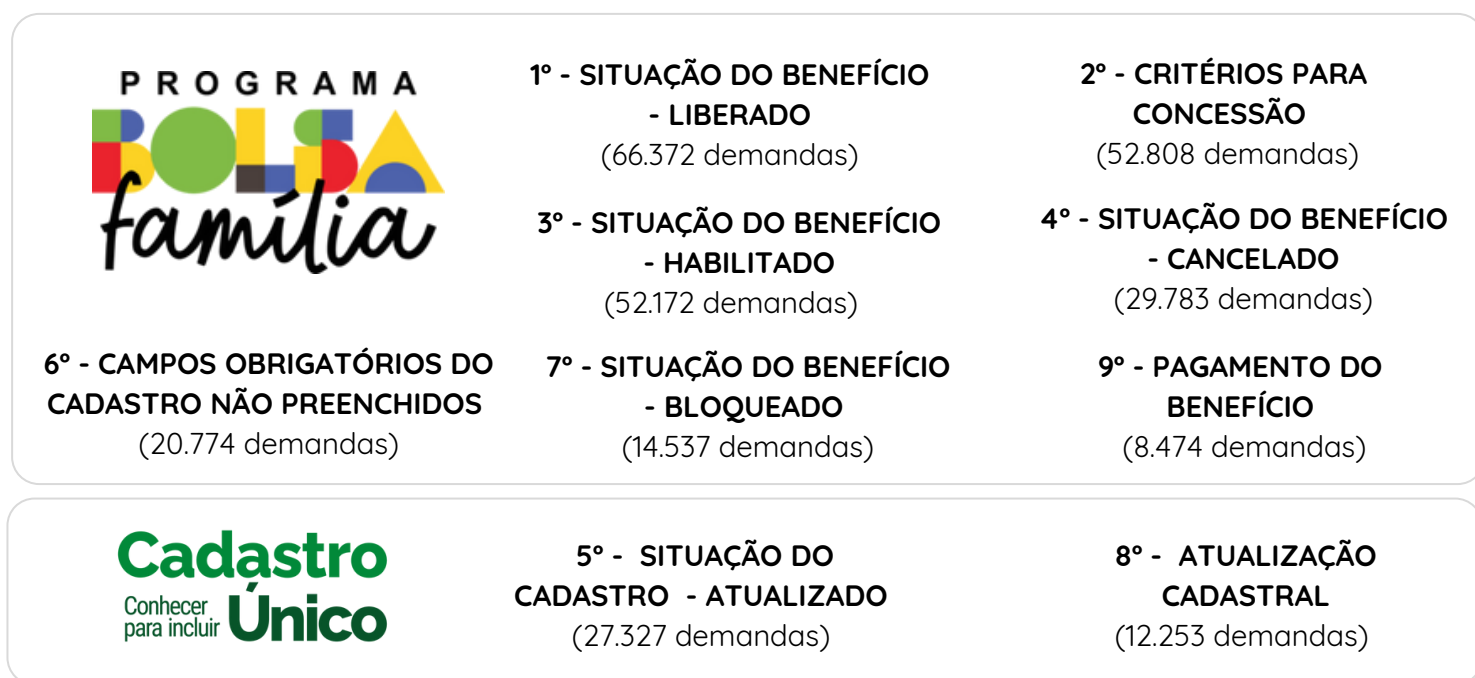 PROGRAMA
BOLSA
família
1º - SITUAÇÃO DO BENEFÍCIO
- LIBERADO
(66.372 demandas)
2º - CRITÉRIOS PARA
CONCESSÃO
(52.808 demandas)
3º - SITUAÇÃO DO BENEFÍCIO
- HABILITADO
(52.172 demandas)
4º - SITUAÇÃO DO BENEFÍCIO
- CANCELADO
(29.783 demandas)
6º - CAMPOS OBRIGATÓRIOS DO
CADASTRO NÃO PREENCHIDOS
(20.774 demandas)
7º - SITUAÇÃO DO BENEFÍCIO
- BLOQUEADO
(14.537 demandas)
9º - PAGAMENTO DO
BENEFÍCIO
(8.474 demandas)
Cadastro
Conhecer
para incluir
Único
5º - SITUAÇÃO DO
CADASTRO - ATUALIZADO
(27.327 demandas)
8º - ATUALIZAÇÃO
CADASTRAL
(12.253 demandas)